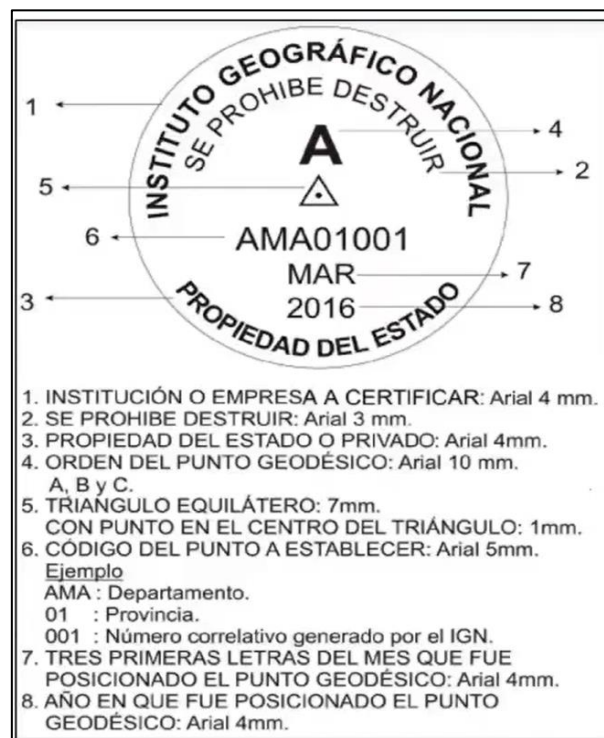 INSTITUTO GEOGRÁFICO NACIONAL
SE PROHIBE DESTRUIR
1
A
4
2
5
6
AMA01001
MAR
7
3
2016
8
PROPIEDAD DEL ESTADO
1. INSTITUCIÓN O EMPRESA A CERTIFICAR: Arial 4 mm.
2. SE PROHIBE DESTRUIR: Arial 3 mm.
3. PROPIEDAD DEL ESTADO O PRIVADO: Arial 4mm.
4. ORDEN DEL PUNTO GEODÉSICO: Arial 10 mm.
A, B y C.
5. TRIANGULO EQUILÁTERO: 7mm.
CON PUNTO EN EL CENTRO DEL TRIÁNGULO: 1mm.
6. CÓDIGO DEL PUNTO A ESTABLECER: Arial 5mm.
Ejemplo
AMA : Departamento.
01 : Provincia.
001 : Número correlativo generado por el IGN.
7. TRES PRIMERAS LETRAS DEL MES QUE FUE
POSICIONADO EL PUNTO GEODÉSICO: Arial 4mm.
8. AÑO EN QUE FUE POSICIONADO EL PUNTO
GEODÉSICO: Arial 4mm.